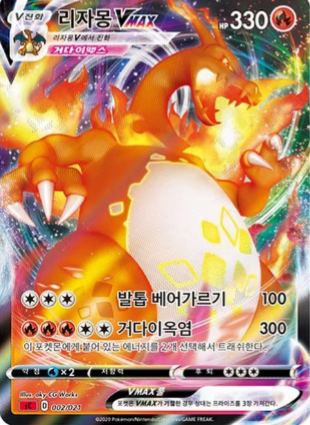 V진화
리자몽 VMAX
HP 330
리자몽V에서 진화
거다이맥스
발톱 베어가르기 100
거다이옥염 300
이 포켓몬에게 붙어 있는 에너지를 2개 선택해서 트래쉬한다.
약점 ×2 저항력 후퇴
VMAX룰
포켓몬 VMAX가 기절한 경우 상대는 프라이즈를 3장 가져간다.
Illus. aky CG Works
D 002/021
©2020 Pokémon/Nintendo/Creatures/GAME FREAK.